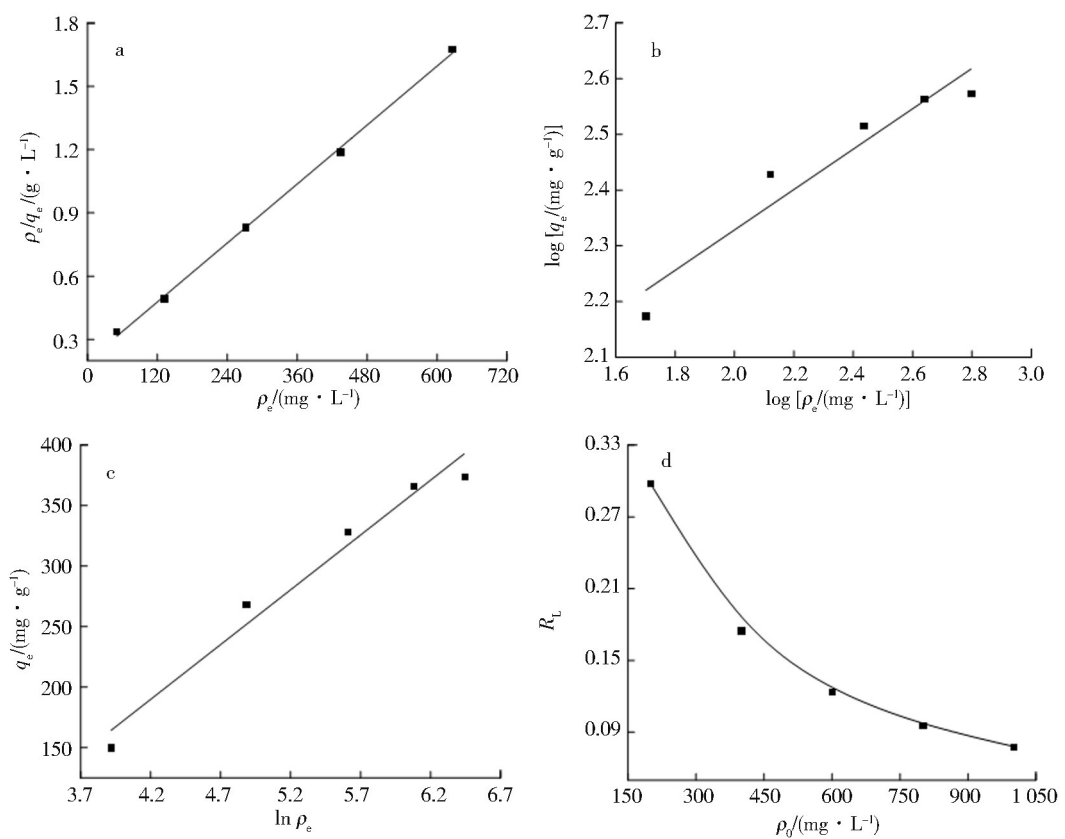 a
1.8
1.5
1.2
0.9
0.6
0.3
0 120 240 360 480 600 720
ρe/qe/(g · L⁻¹)
ρe/(mg · L⁻¹)
b
2.7
2.6
2.5
2.4
2.3
2.2
2.1
1.6 1.8 2.0 2.2 2.4 2.6 2.8 3.0
log [qe/(mg · g⁻¹)]
log [ρe/(mg · L⁻¹)]
c
400
350
300
250
200
150
3.7 4.2 4.7 5.2 5.7 6.2 6.7
qe/(mg · g⁻¹)
ln ρe
d
0.33
0.27
0.21
0.15
0.09
150 300 450 600 750 900 1 050
RL
ρ0/(mg · L⁻¹)